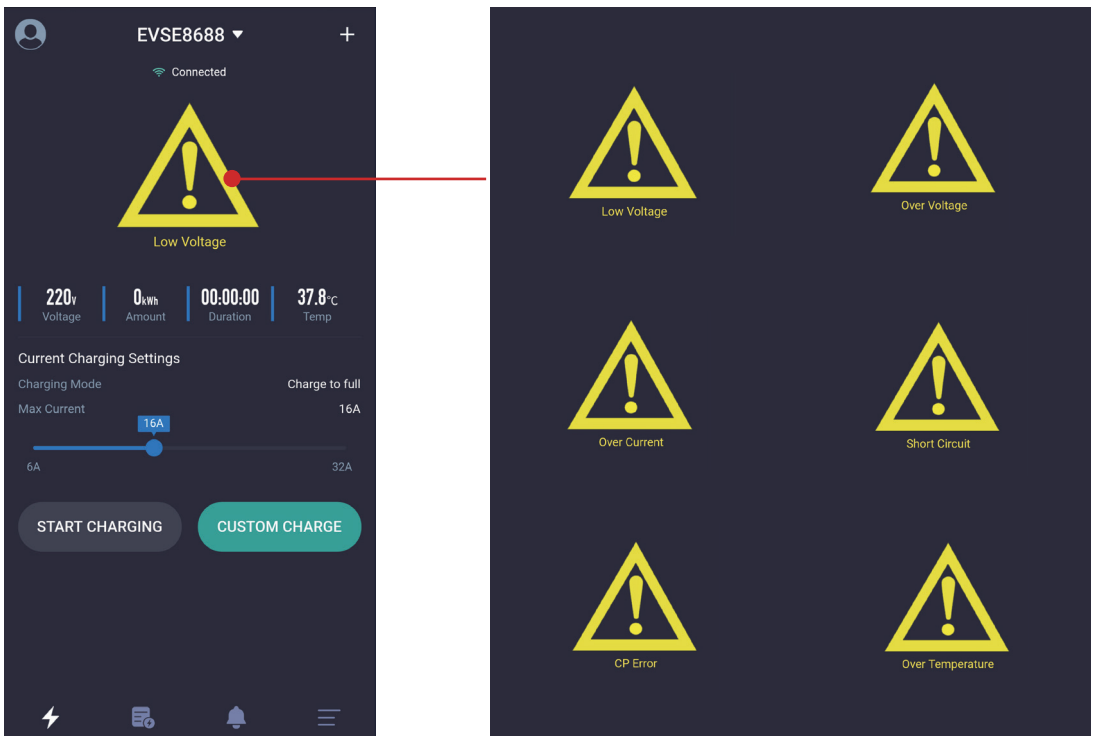 EVSE8688
Connected
Low Voltage
220V 0kWh 00:00:00 37.8°C
Voltage Amount Duration Temp
Current Charging Settings
Charging Mode Charge to full
Max Current 16A
16A
6A 32A
START CHARGING CUSTOM CHARGE
Low Voltage Over Voltage
Over Current Short Circuit
CP Error Over Temperature